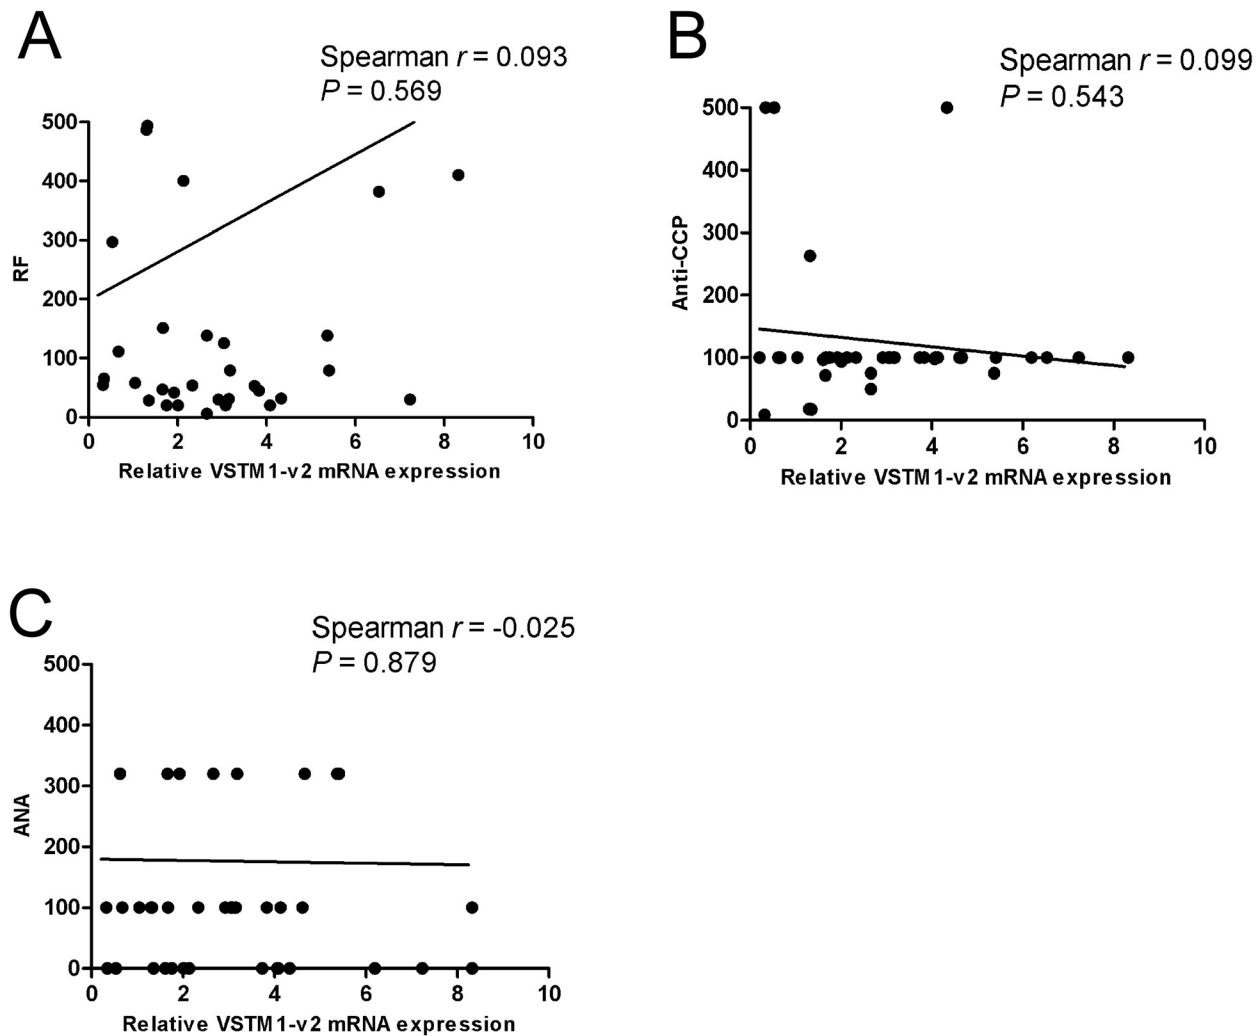 A
Spearman r = 0.093
P = 0.569
500
400
300
200
100
0
RF
0 2 4 6 8 10
Relative VSTM1-v2 mRNA expression
B
Spearman r = 0.099
P = 0.543
500
400
300
200
100
0
Anti-CCP
0 2 4 6 8 10
Relative VSTM1-v2 mRNA expression
C
Spearman r = -0.025
P = 0.879
500
400
300
200
100
0
ANA
0 2 4 6 8 10
Relative VSTM1-v2 mRNA expression